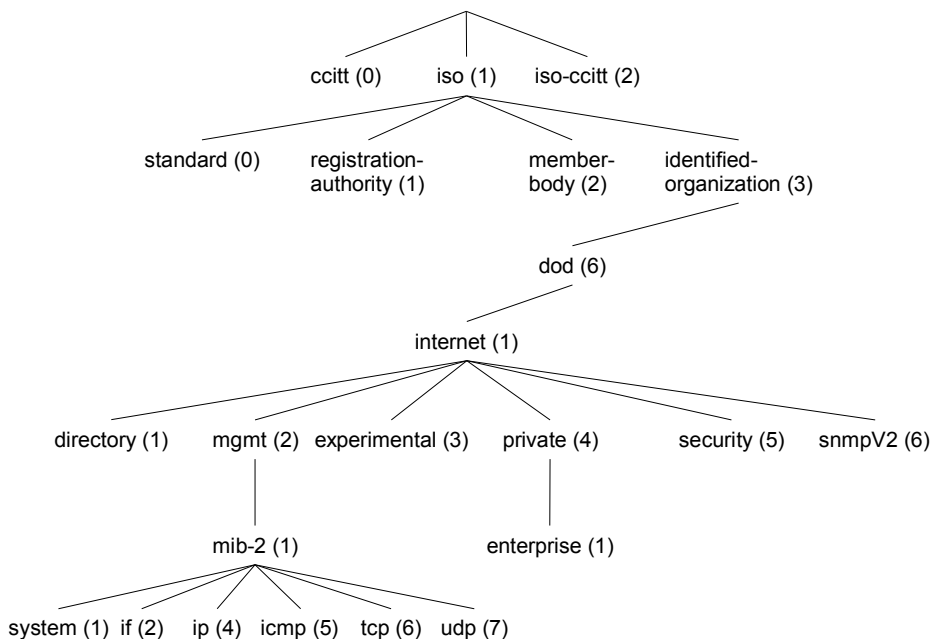 ccitt (0) iso (1) iso-ccitt (2)
standard (0) registration- member- identified-
authority (1) body (2) organization (3)
dod (6)
internet (1)
directory (1) mgmt (2) experimental (3) private (4) security (5) snmpV2 (6)
mib-2 (1) enterprise (1)
system (1) if (2) ip (4) icmp (5) tcp (6) udp (7)